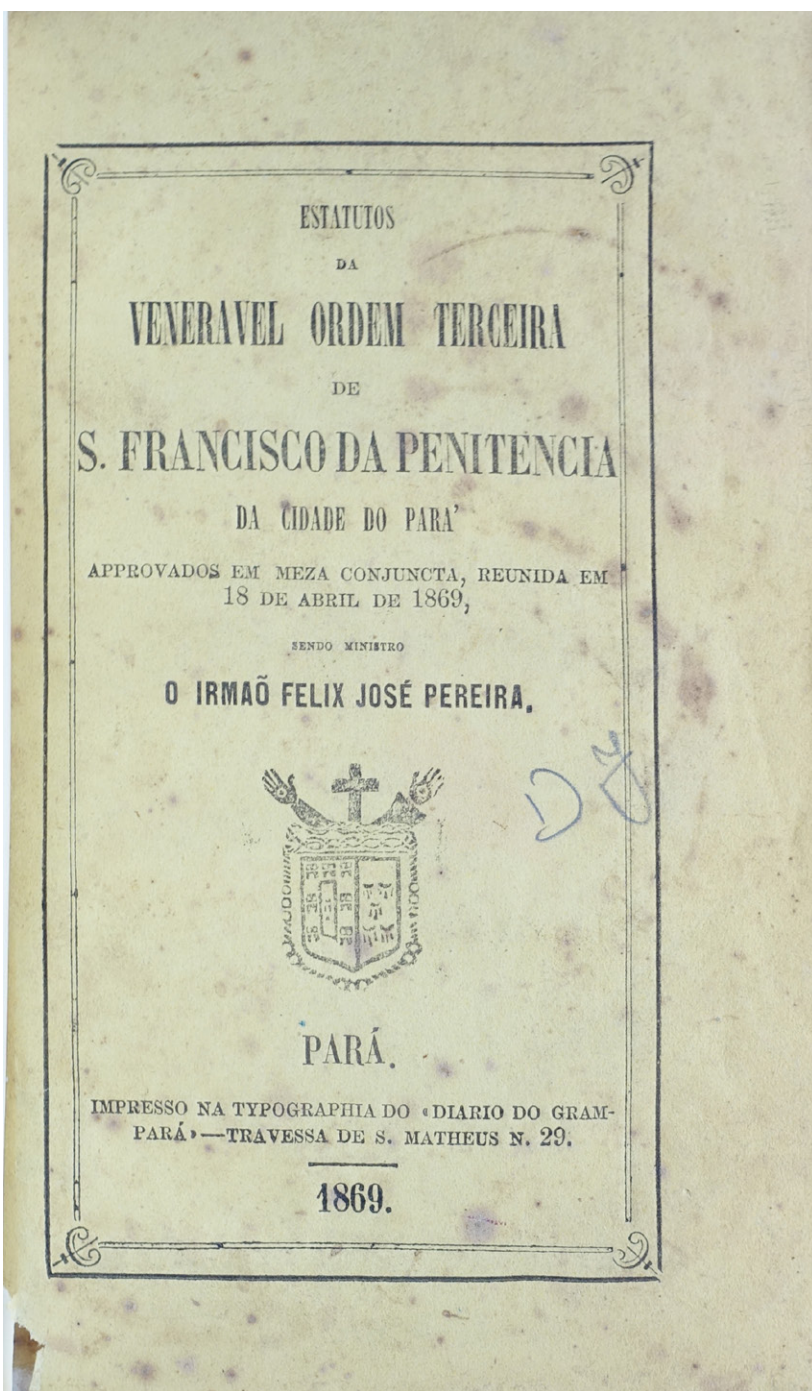 ESTATUTOS
DA
VENERAVEL ORDEM TERCEIRA
DE
S. FRANCISCO DA PENITENCIA
DA CIDADE DO PARA'
APPROVADOS EM MEZA CONJUNCTA, REUNIDA EM
18 DE ABRIL DE 1869,
SENDO MINISTRO
O IRMAÕ FELIX JOSÉ PEREIRA.
PARÁ.
IMPRESSO NA TYPOGRAPHIA DO «DIARIO DO GRAM-
PARÁ»—TRAVESSA DE S. MATHEUS N. 29.
1869.